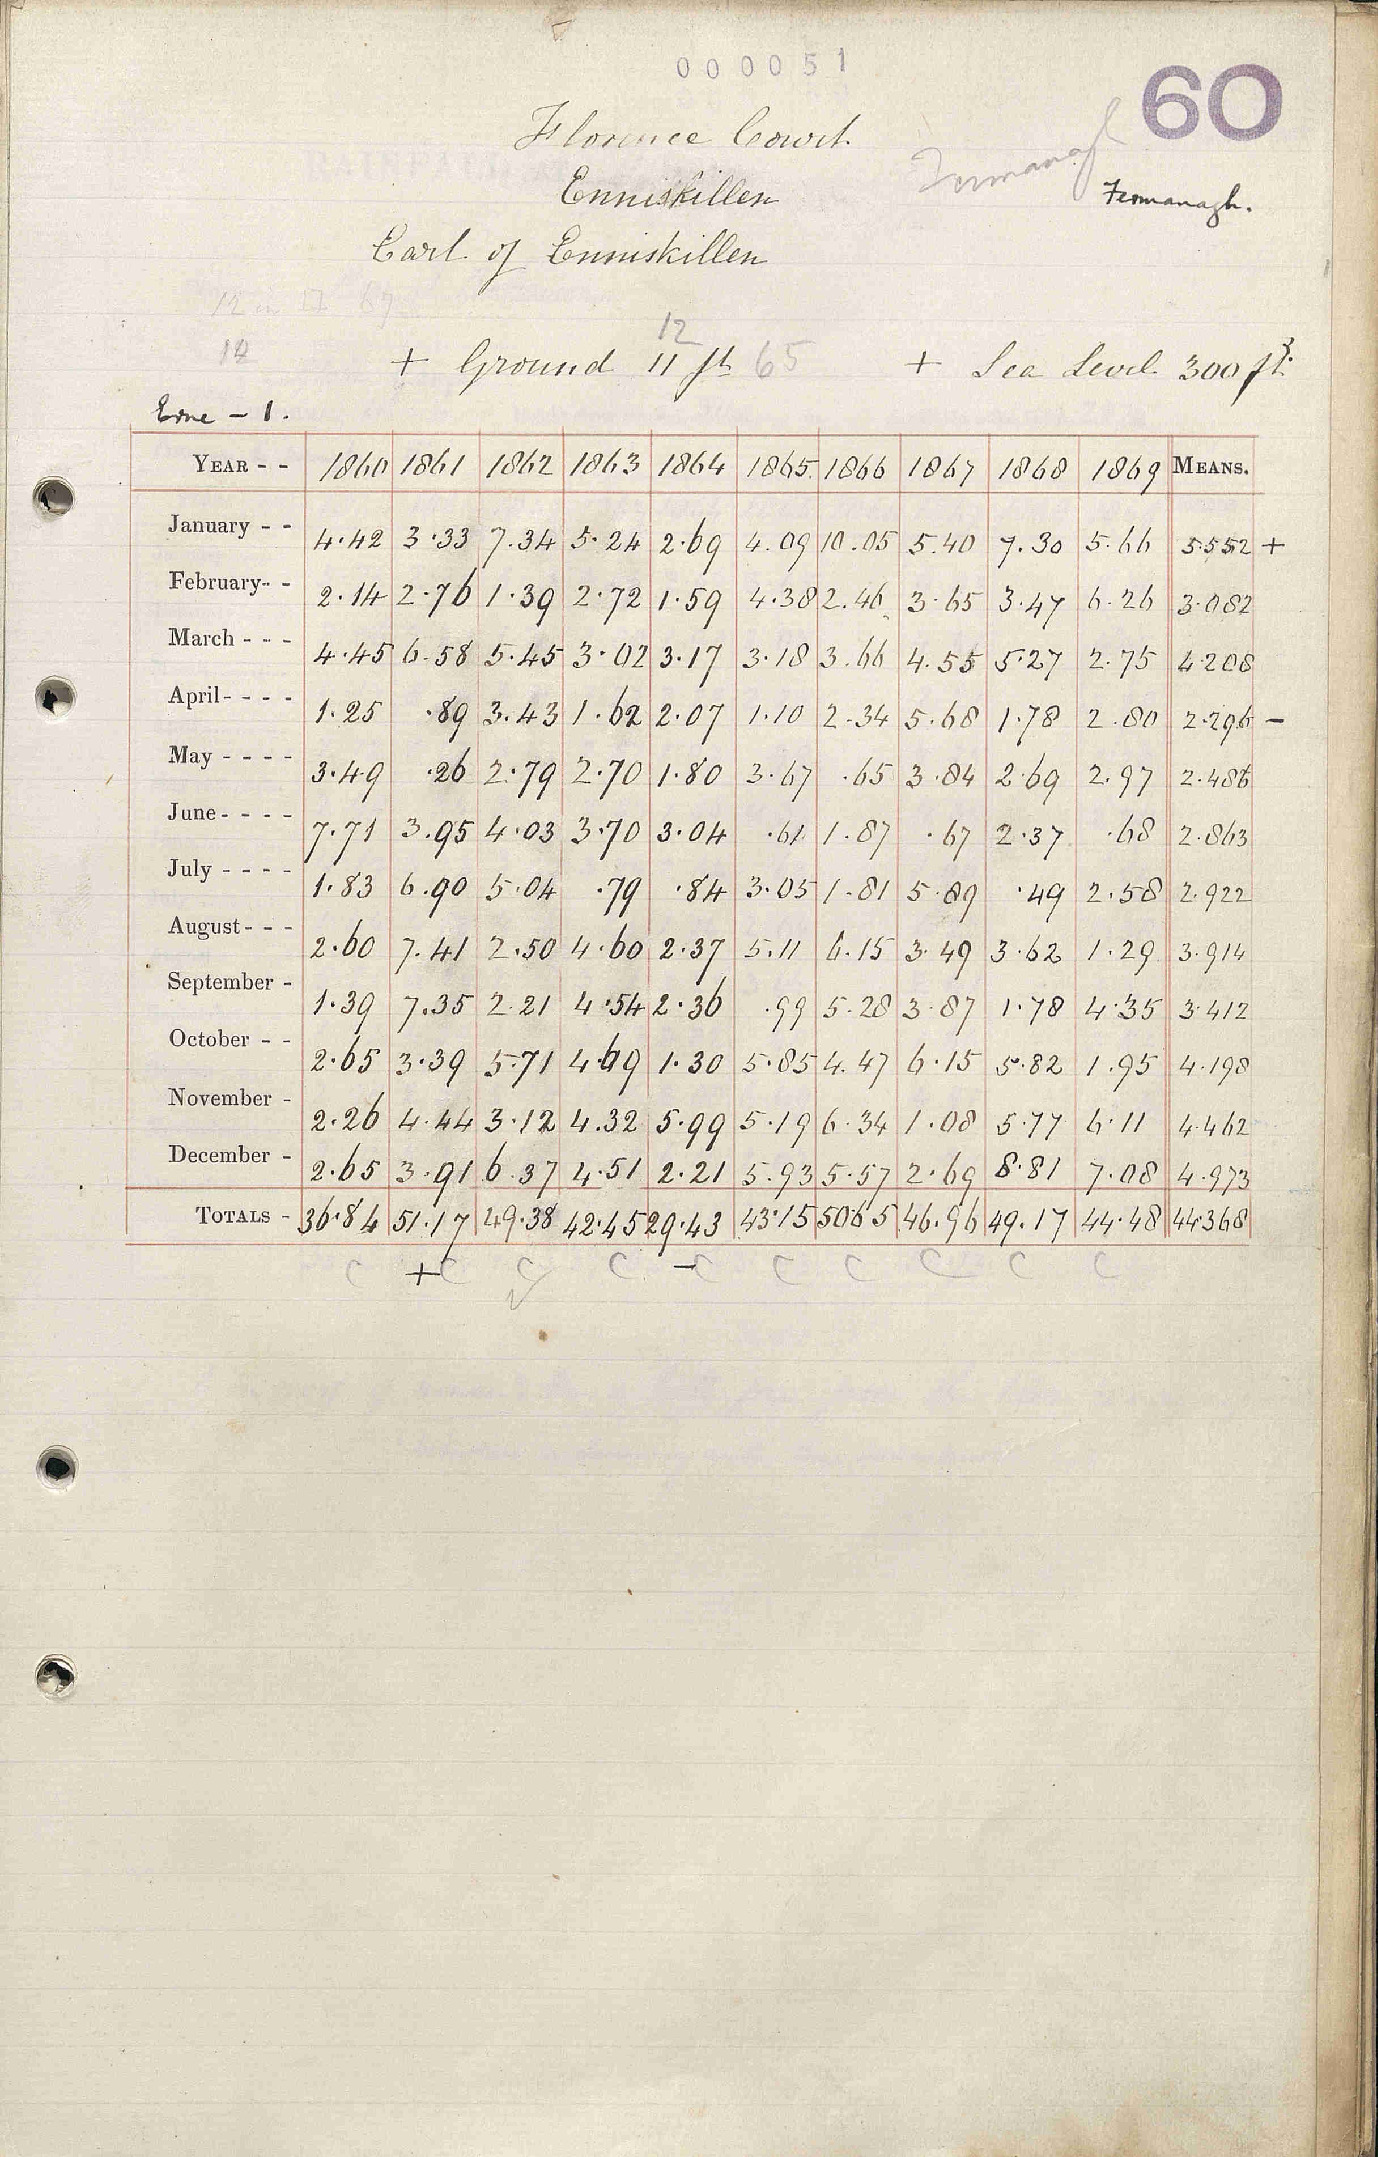 000051
60
Florence Court
Fermanagh
Enniskillen
Fermanagh.
Earl of Enniskillen
12 in II 67
14
12
+ Ground 11 ft 65 + Sea Level 300 ft
Erne - 1.
YEAR - - 1860 1861 1862 1863 1864 1865 1866 1867 1868 1869 MEANS.
January - - 4.42 3.33 7.34 5.24 2.69 4.09 10.05 5.40 7.30 5.66 5.552 +
February- - 2.14 2.76 1.39 2.72 1.59 4.38 2.46 3.65 3.47 6.26 3.082
March - - - 4.45 6.58 5.45 3.02 3.17 3.18 3.66 4.55 5.27 2.75 4.208
April- - - - 1.25 .89 3.43 1.62 2.07 1.10 2.34 5.68 1.78 2.80 2.296 -
May - - - - 3.49 .26 2.79 2.70 1.80 3.67 .65 3.84 2.69 2.97 2.486
June- - - - 7.71 3.95 4.03 3.70 3.04 .61 1.87 .67 2.37 .68 2.863
July - - - - 1.83 6.90 5.04 .79 .84 3.05 1.81 5.89 .49 2.58 2.922
August- - - 2.60 7.41 2.50 4.60 2.37 5.11 6.15 3.49 3.62 1.29 3.914
September - 1.39 7.35 2.21 4.54 2.36 .99 5.28 3.87 1.78 4.35 3.412
October - - 2.65 3.39 5.71 4.69 1.30 5.85 4.47 6.15 5.82 1.95 4.198
November - 2.26 4.44 3.12 4.32 5.99 5.19 6.34 1.08 5.77 6.11 4.462
December - 2.65 3.91 6.37 4.51 2.21 5.93 5.57 2.69 8.81 7.08 4.973
TOTALS - 36.84 51.17 49.38 42.45 29.43 43.15 50.65 46.96 49.17 44.48 44.368
C + C C C - C C C C C C